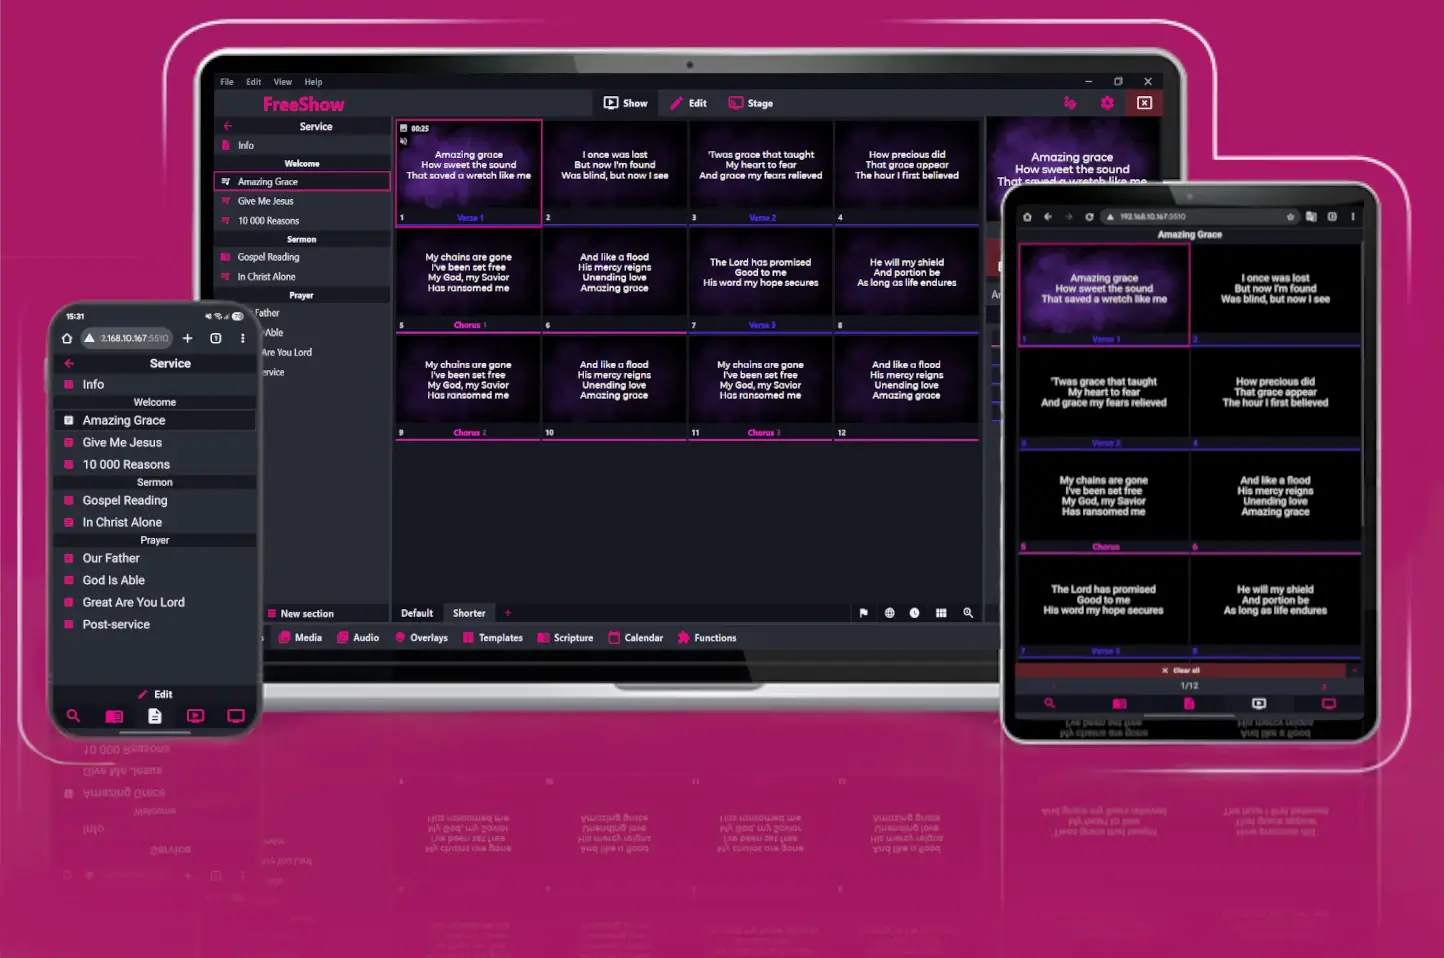 File Edit View Help
FreeShow
Show
Edit
Stage
Service
Info
Welcome
Amazing Grace
Give Me Jesus
10 000 Reasons
Sermon
Gospel Reading
In Christ Alone
Prayer
Father
Able
Are You Lord
ervice
New section
00:25
Amazing grace
How sweet the sound
That saved a wretch like me
1 Verse 1
I once was lost
But now I'm found
Was blind, but now I see
2
'Twas grace that taught
My heart to fear
And grace my fears relieved
3 Verse 2
How precious did
That grace appear
The hour I first believed
4
My chains are gone
I've been set free
My God, my Savior
Has ransomed me
5 Chorus 1
And like a flood
His mercy reigns
Unending love
Amazing grace
6
The Lord has promised
Good to me
His word my hope secures
7 Verse 3
He will my shield
And portion be
As long as life endures
8
My chains are gone
I've been set free
My God, my Savior
Has ransomed me
9 Chorus 2
And like a flood
His mercy reigns
Unending love
Amazing grace
10
My chains are gone
I've been set free
My God, my Savior
Has ransomed me
11 Chorus 3
And like a flood
His mercy reigns
Unending love
Amazing grace
12
Default Shorter +
Media Audio Overlays Templates Scripture Calendar Functions
Amazing grace
How sweet the sound
That saved a wretch like me
15:31
2.168.10.167:5510
Service
Info
Welcome
Amazing Grace
Give Me Jesus
10 000 Reasons
Sermon
Gospel Reading
In Christ Alone
Prayer
Our Father
God Is Able
Great Are You Lord
Post-service
Edit
192.168.10.167:5510
Amazing Grace
Amazing grace
How sweet the sound
That saved a wretch like me
1 Verse 1
I once was lost
But now I'm found
Was blind, but now I see
2
'Twas grace that taught
My heart to fear
And grace my fears relieved
3 Verse 2
How precious did
That grace appear
The hour I first believed
4
My chains are gone
I've been set free
My God, my Savior
Has ransomed me
5 Chorus
And like a flood
His mercy reigns
Unending love
Amazing grace
6
The Lord has promised
Good to me
His word my hope secures
7 Verse 3
He will my shield
And portion be
As long as life endures
8
Clear all
1/12